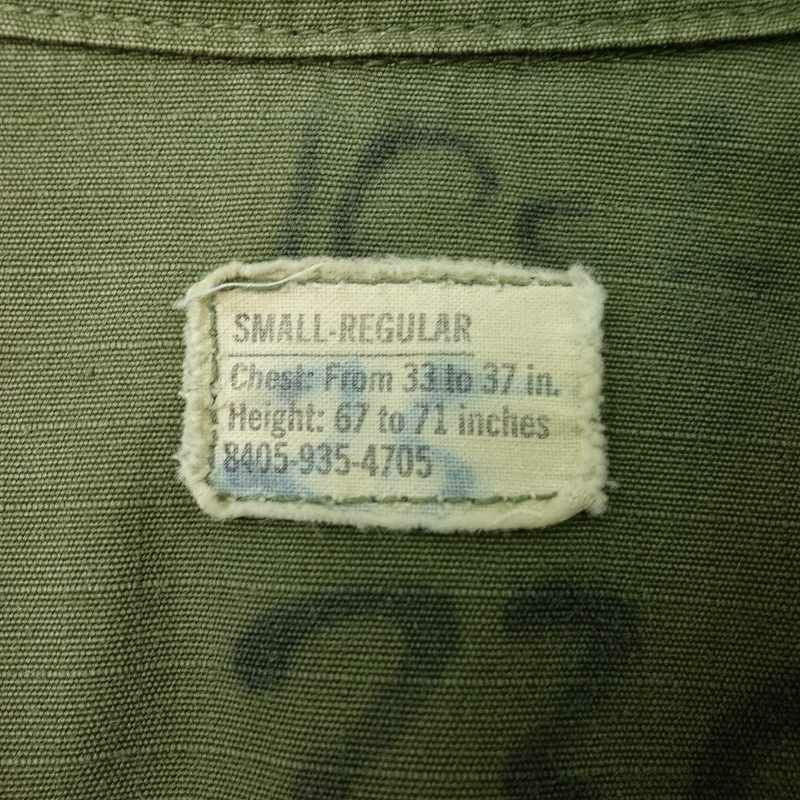 SMALL-REGULAR
Chest: From 33 to 37 in.
Height: 67 to 71 inches
8405-935-4705